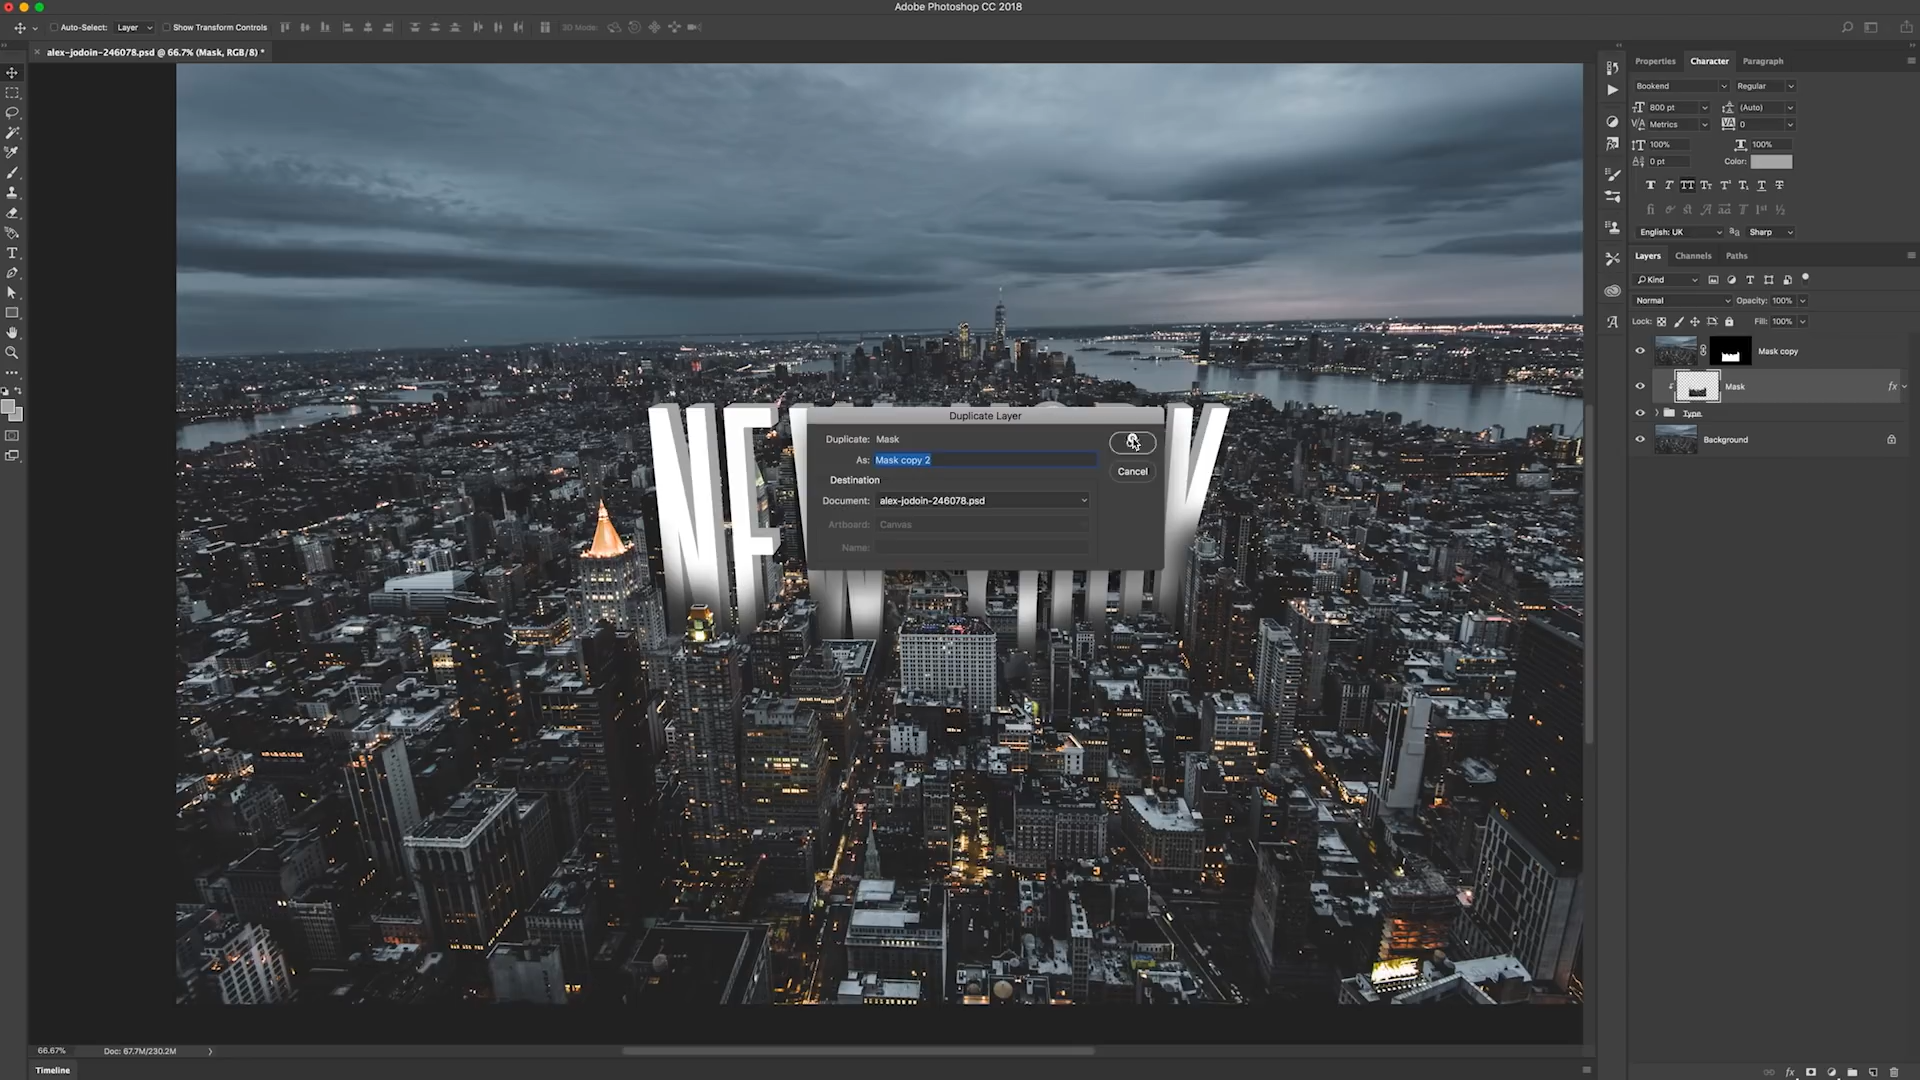 Adobe Photoshop CC 2018
Auto-Select: Layer Show Transform Controls 3D Mode:
alex-jodoin-246078.psd @ 66.7% (Mask, RGB/8) *
Properties Character Paragraph
Bookend Regular
800 pt (Auto)
Metrics 0
100% 100%
0 pt Color:
English: UK Sharp
Layers Channels Paths
Kind
Normal Opacity: 100%
Lock: Fill: 100%
Mask copy
Mask fx
Type
Background
Duplicate Layer
Duplicate: Mask
As: Mask copy 2
Cancel
Destination
Document: alex-jodoin-246078.psd
Artboard: Canvas
Name:
66.67% Doc: 67.7M/230.2M
Timeline